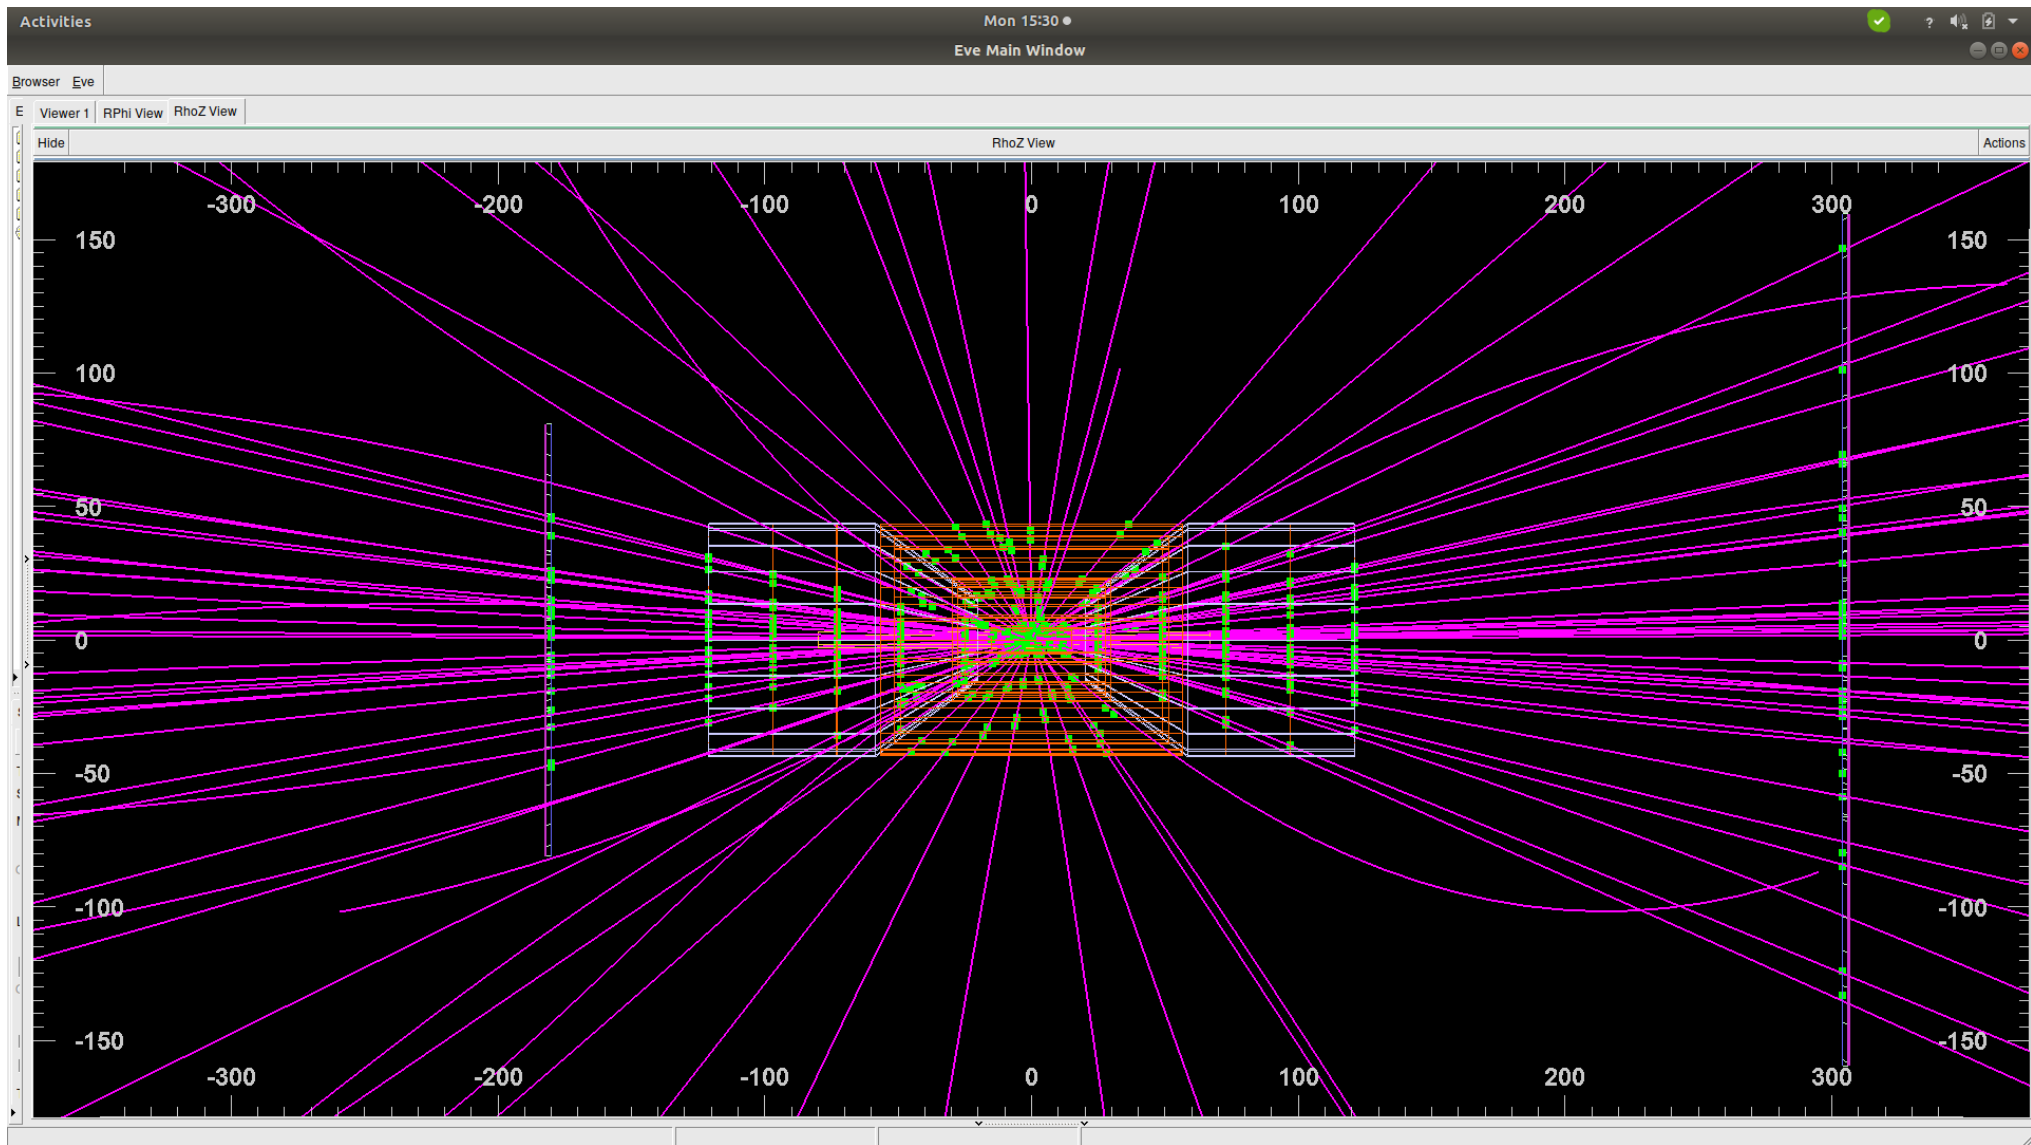 Activities
Mon 15:30
?
Eve Main Window
Browser Eve
E Viewer 1 RPhi View RhoZ View
Hide RhoZ View Actions
-300 -200 -100 0 100 200 300
150 150
100 100
50 50
0 0
-50 -50
-100 -100
-150 -150
-300 -200 -100 0 100 200 300